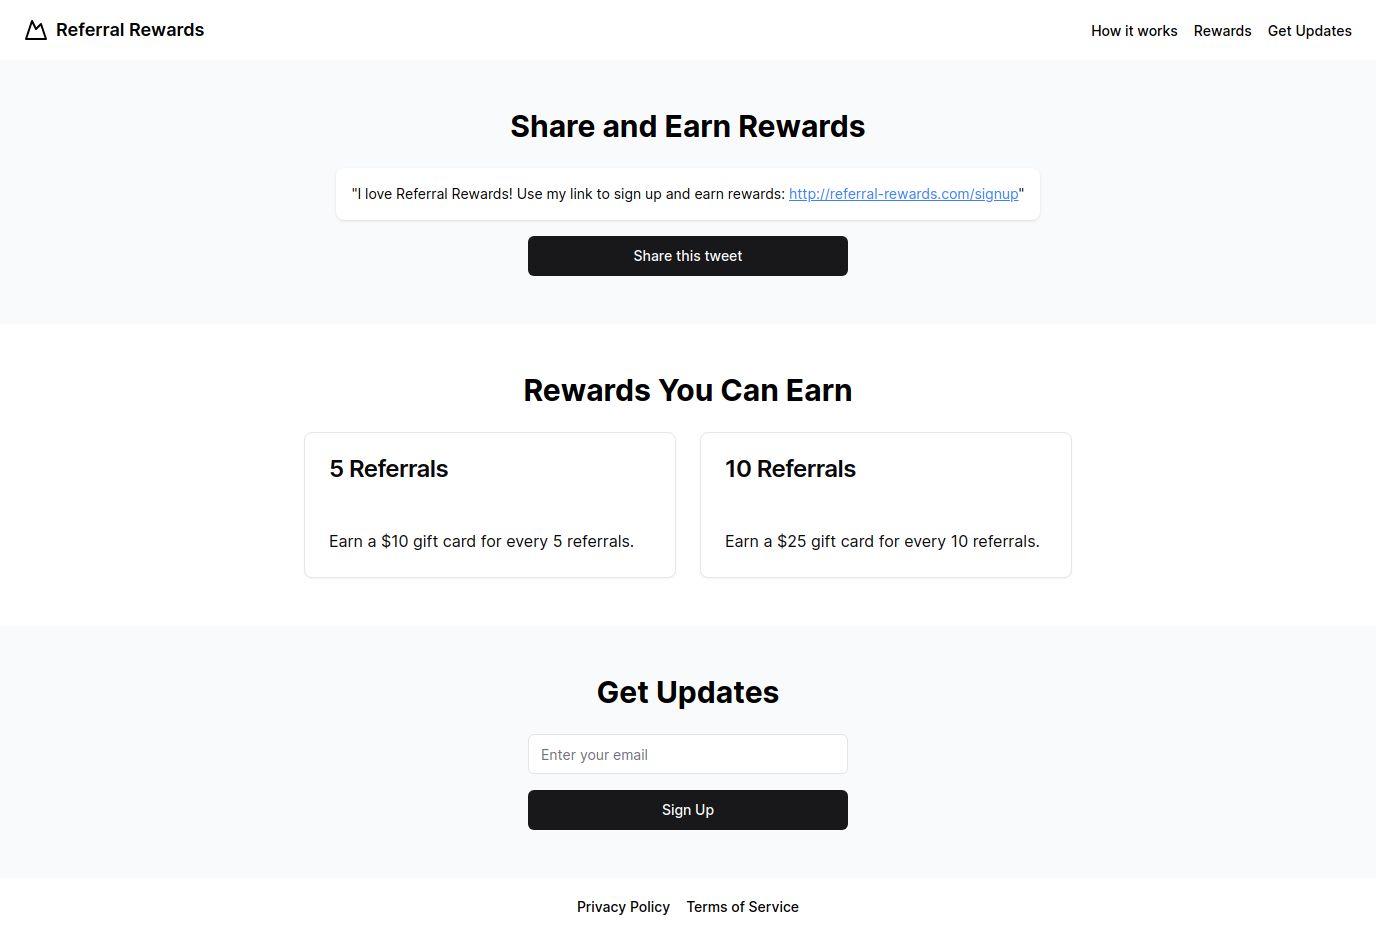 Referral Rewards
How it works Rewards Get Updates
Share and Earn Rewards
"I love Referral Rewards! Use my link to sign up and earn rewards: http://referral-rewards.com/signup"
Share this tweet
Rewards You Can Earn
5 Referrals
Earn a $10 gift card for every 5 referrals.
10 Referrals
Earn a $25 gift card for every 10 referrals.
Get Updates
Enter your email
Sign Up
Privacy Policy Terms of Service